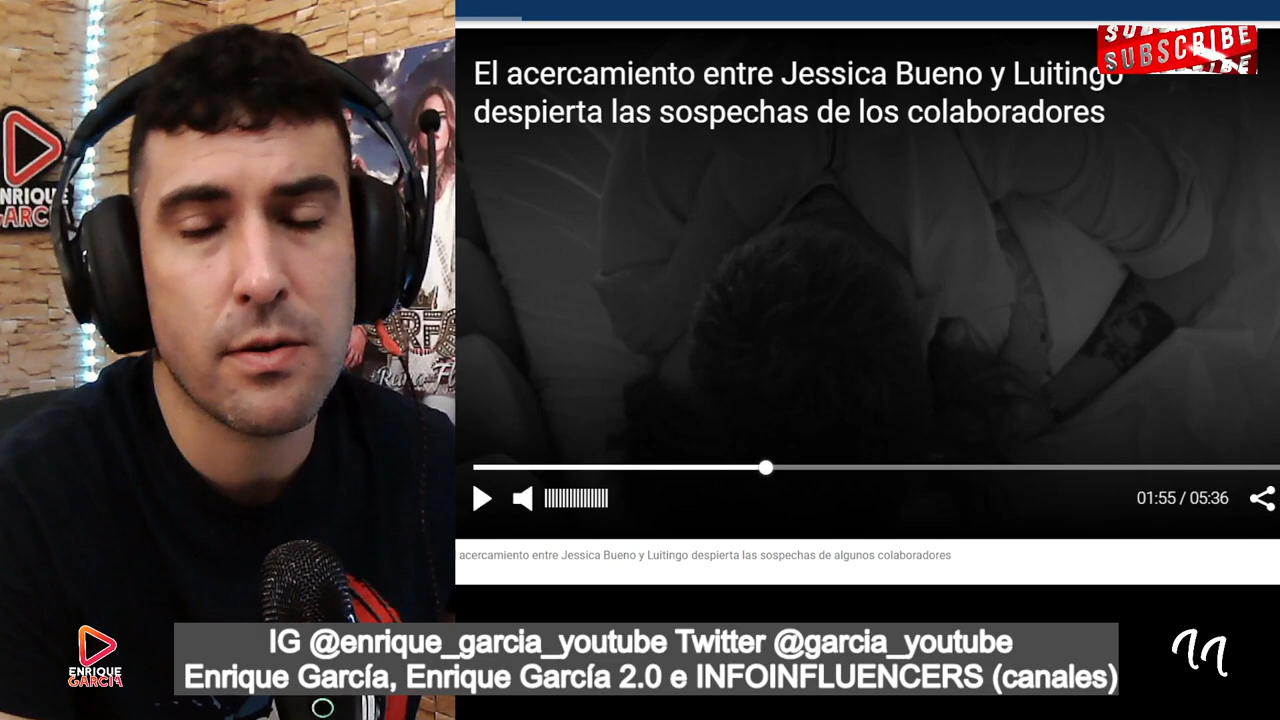 El acercamiento entre Jessica Bueno y Luitingo
despierta las sospechas de los colaboradores
SUBSCRIBE
ENRIQUE
GARCÍA
01:55 / 05:36
acercamiento entre Jessica Bueno y Luitingo despierta las sospechas de algunos colaboradores
IG @enrique_garcia_youtube Twitter @garcia_youtube
Enrique García, Enrique García 2.0 e INFOINFLUENCERS (canales)
ENRIQUE
GARCÍA